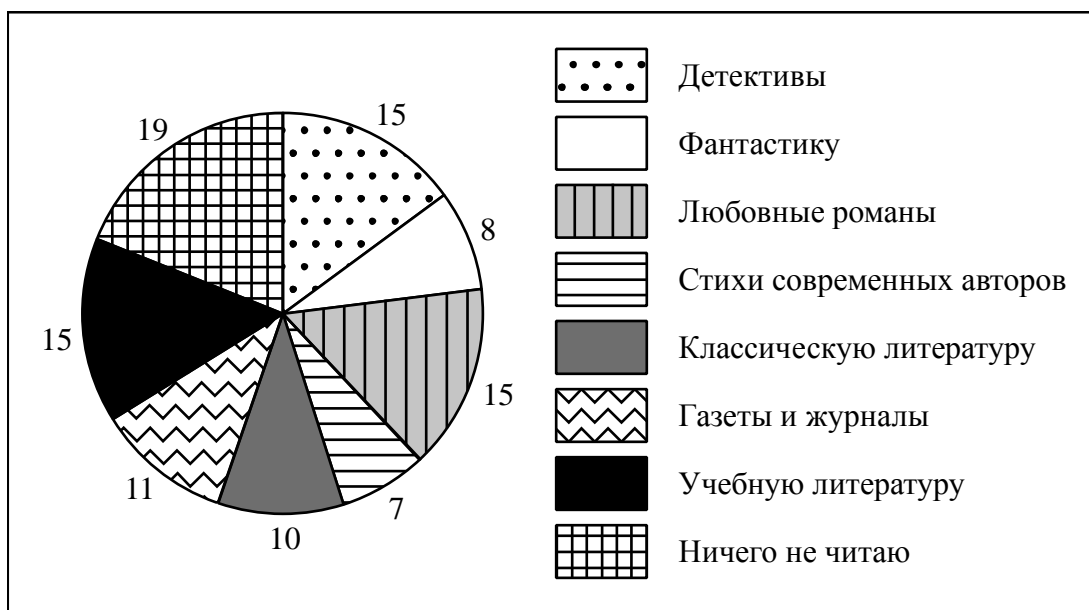 15
8
15
7
10
11
15
19
Детективы
Фантастику
Любовные романы
Стихи современных авторов
Классическую литературу
Газеты и журналы
Учебную литературу
Ничего не читаю